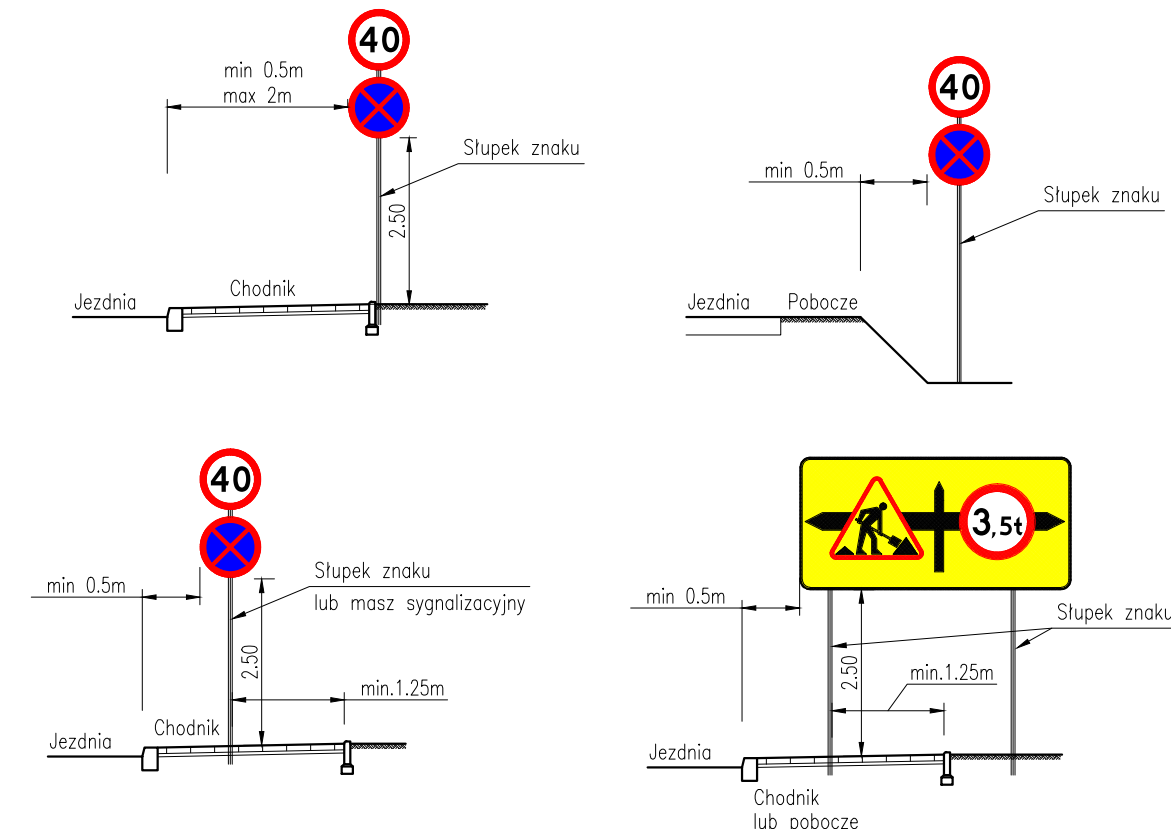 40
min 0.5m
max 2m
Słupek znaku
2.50
Chodnik
Jezdnia
40
min 0.5m
Słupek znaku
Jezdnia
Pobocze
40
min 0.5m
Słupek znaku
lub masz sygnalizacyjny
2.50
min.1.25m
Chodnik
Jezdnia
3,5t
min 0.5m
Słupek znaku
2.50
min.1.25m
Jezdnia
Chodnik
lub pobocze